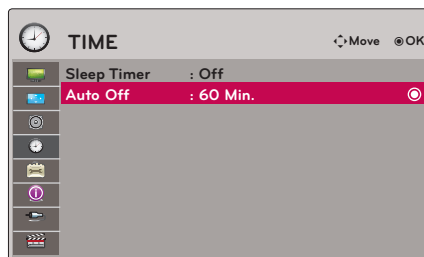 TIME Move OK
Sleep Timer : Off
Auto Off : 60 Min.